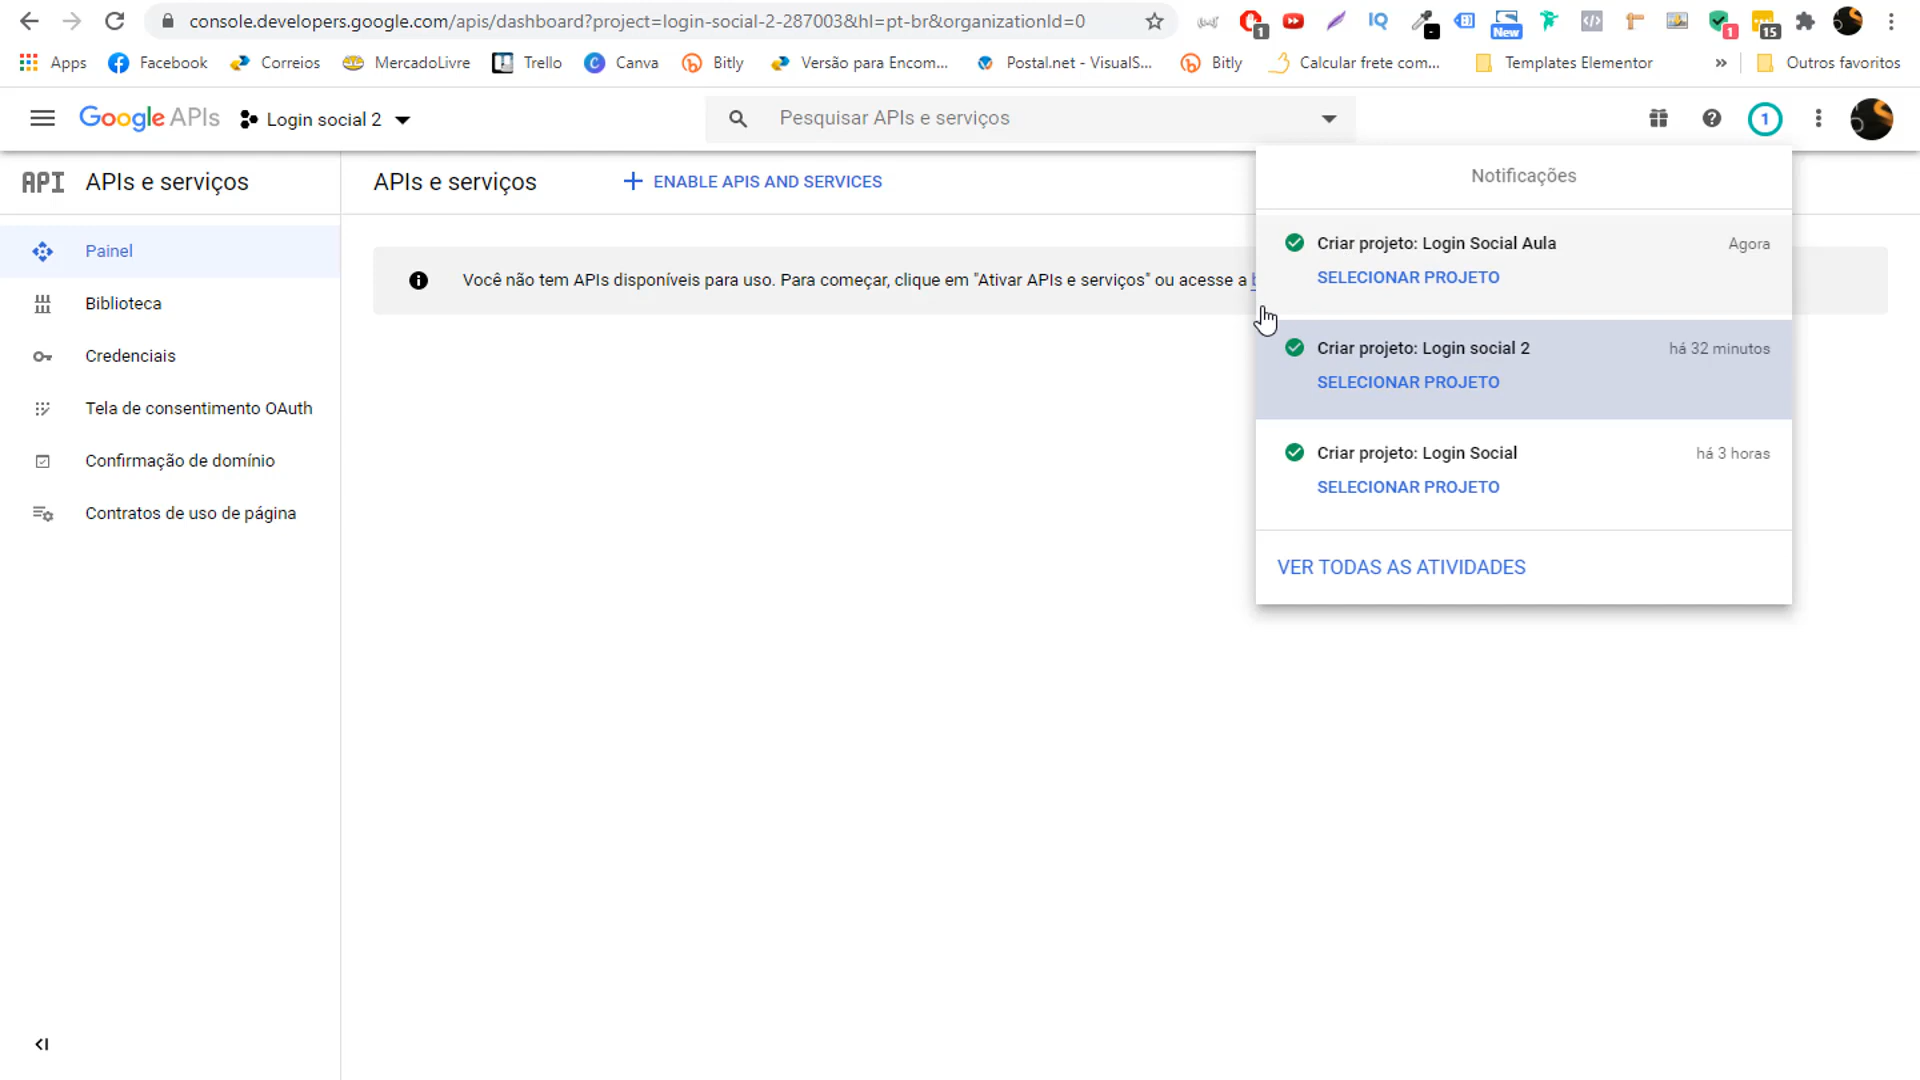 console.developers.google.com/apis/dashboard?project=login-social-2-287003&hl=pt-br&organizationId=0
1
IQ
New
1
15
Apps
Facebook
Correios
MercadoLivre
Trello
Canva
Bitly
Versão para Encom...
Postal.net - VisualS...
Bitly
Calcular frete com...
Templates Elementor
»
Outros favoritos
Google APIs
Login social 2
Pesquisar APIs e serviços
1
API
APIs e serviços
APIs e serviços
ENABLE APIS AND SERVICES
Painel
Biblioteca
Credenciais
Tela de consentimento OAuth
Confirmação de domínio
Contratos de uso de página
Você não tem APIs disponíveis para uso. Para começar, clique em "Ativar APIs e serviços" ou acesse a
Notificações
Criar projeto: Login Social Aula
Agora
SELECIONAR PROJETO
Criar projeto: Login social 2
há 32 minutos
SELECIONAR PROJETO
Criar projeto: Login Social
há 3 horas
SELECIONAR PROJETO
VER TODAS AS ATIVIDADES